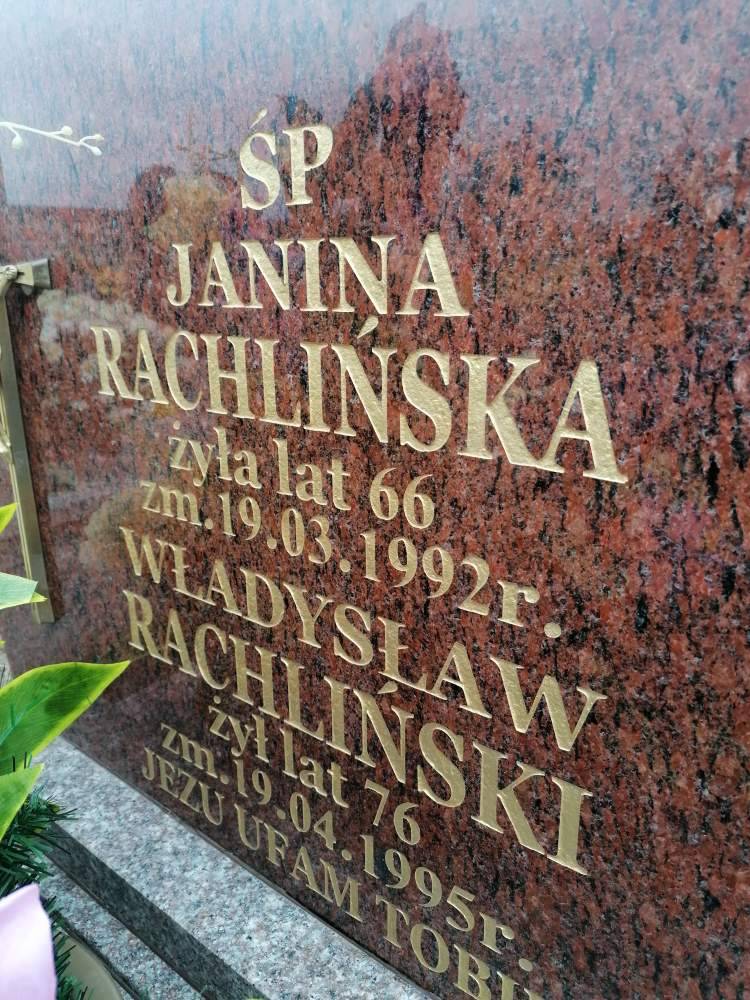 ŚP
JANINA
RACHLIŃSKA
żyła lat 66
zm.19.03.1992r.
WŁADYSŁAW
RACHLIŃSKI
żył lat 76
zm.19.04.1995r.
JEZU UFAM